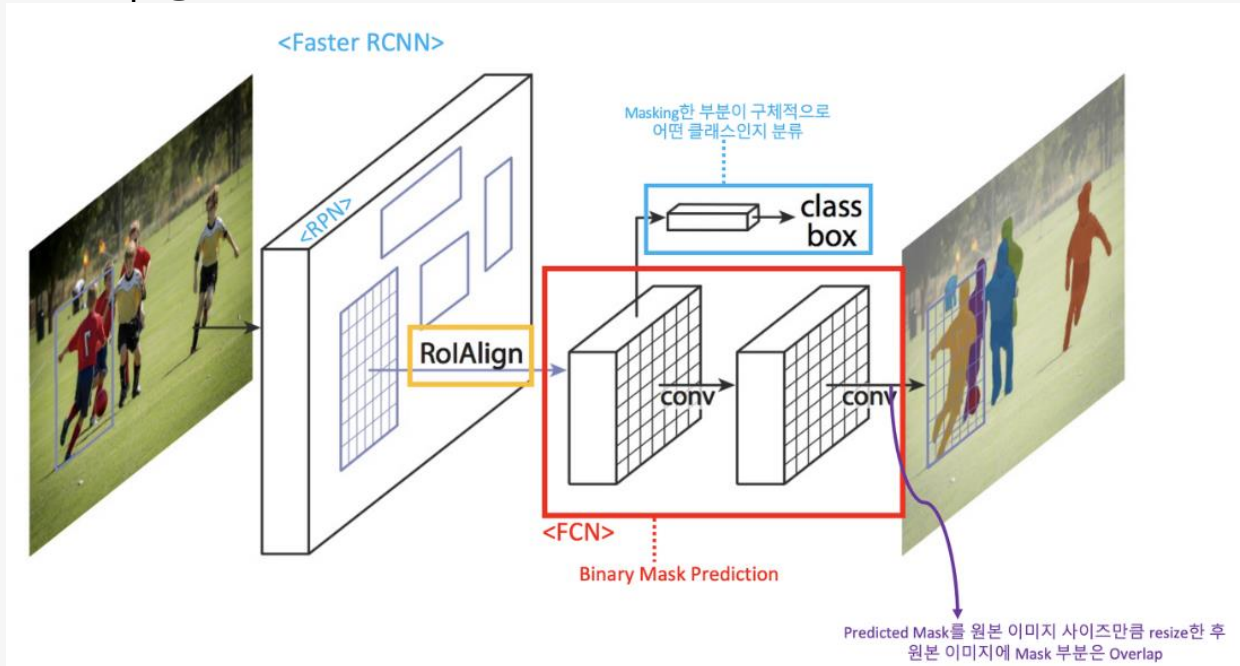 <Faster RCNN>
Masking한 부분이 구체적으로
어떤 클래스인지 분류
<RPN>
class
box
RoIAlign
conv
conv
<FCN>
Binary Mask Prediction
Predicted Mask를 원본 이미지 사이즈만큼 resize한 후
원본 이미지에 Mask 부분은 Overlap